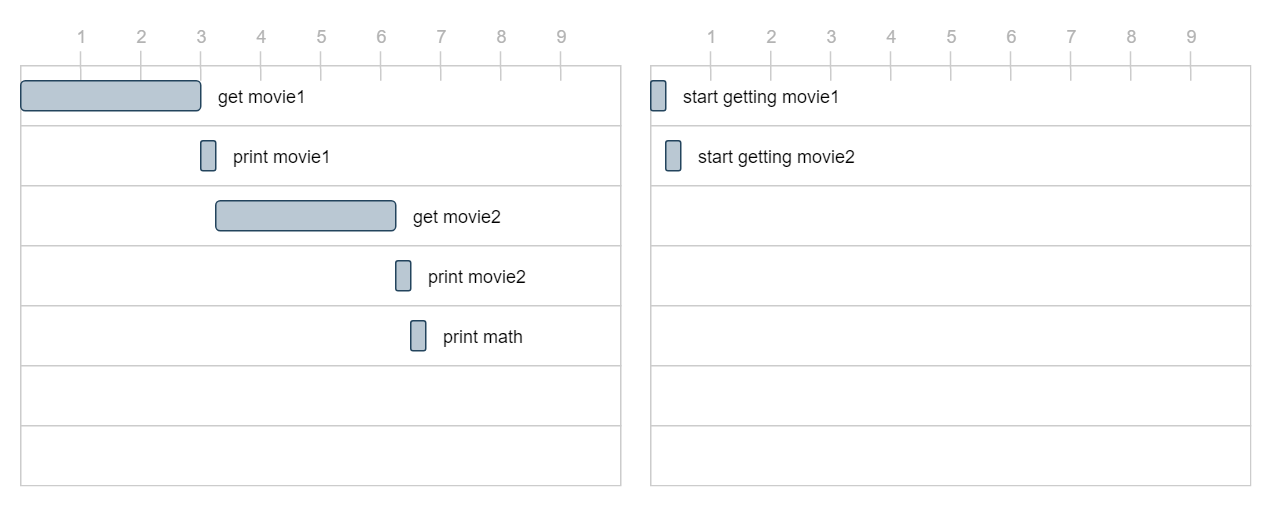 1 2 3 4 5 6 7 8 9
get movie1
print movie1
get movie2
print movie2
print math
1 2 3 4 5 6 7 8 9
start getting movie1
start getting movie2